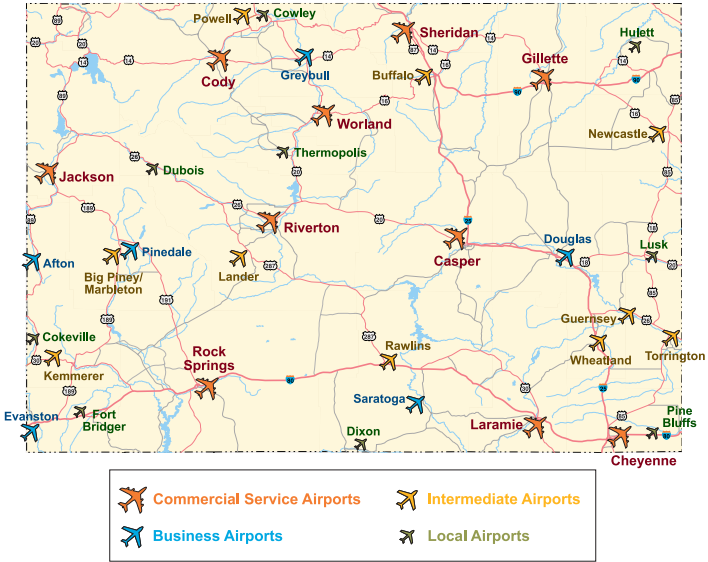 Powell
Cowley
Sheridan
Hulett
Cody
Greybull
Buffalo
Gillette
Worland
Newcastle
Thermopolis
Jackson
Dubois
Riverton
Casper
Douglas
Lusk
Afton
Pinedale
Big Piney/
Marbleton
Lander
Guernsey
Torrington
Wheatland
Cokeville
Kemmerer
Rock
Springs
Rawlins
Saratoga
Evanston
Fort
Bridger
Dixon
Laramie
Pine
Bluffs
Cheyenne
Commercial Service Airports
Intermediate Airports
Business Airports
Local Airports